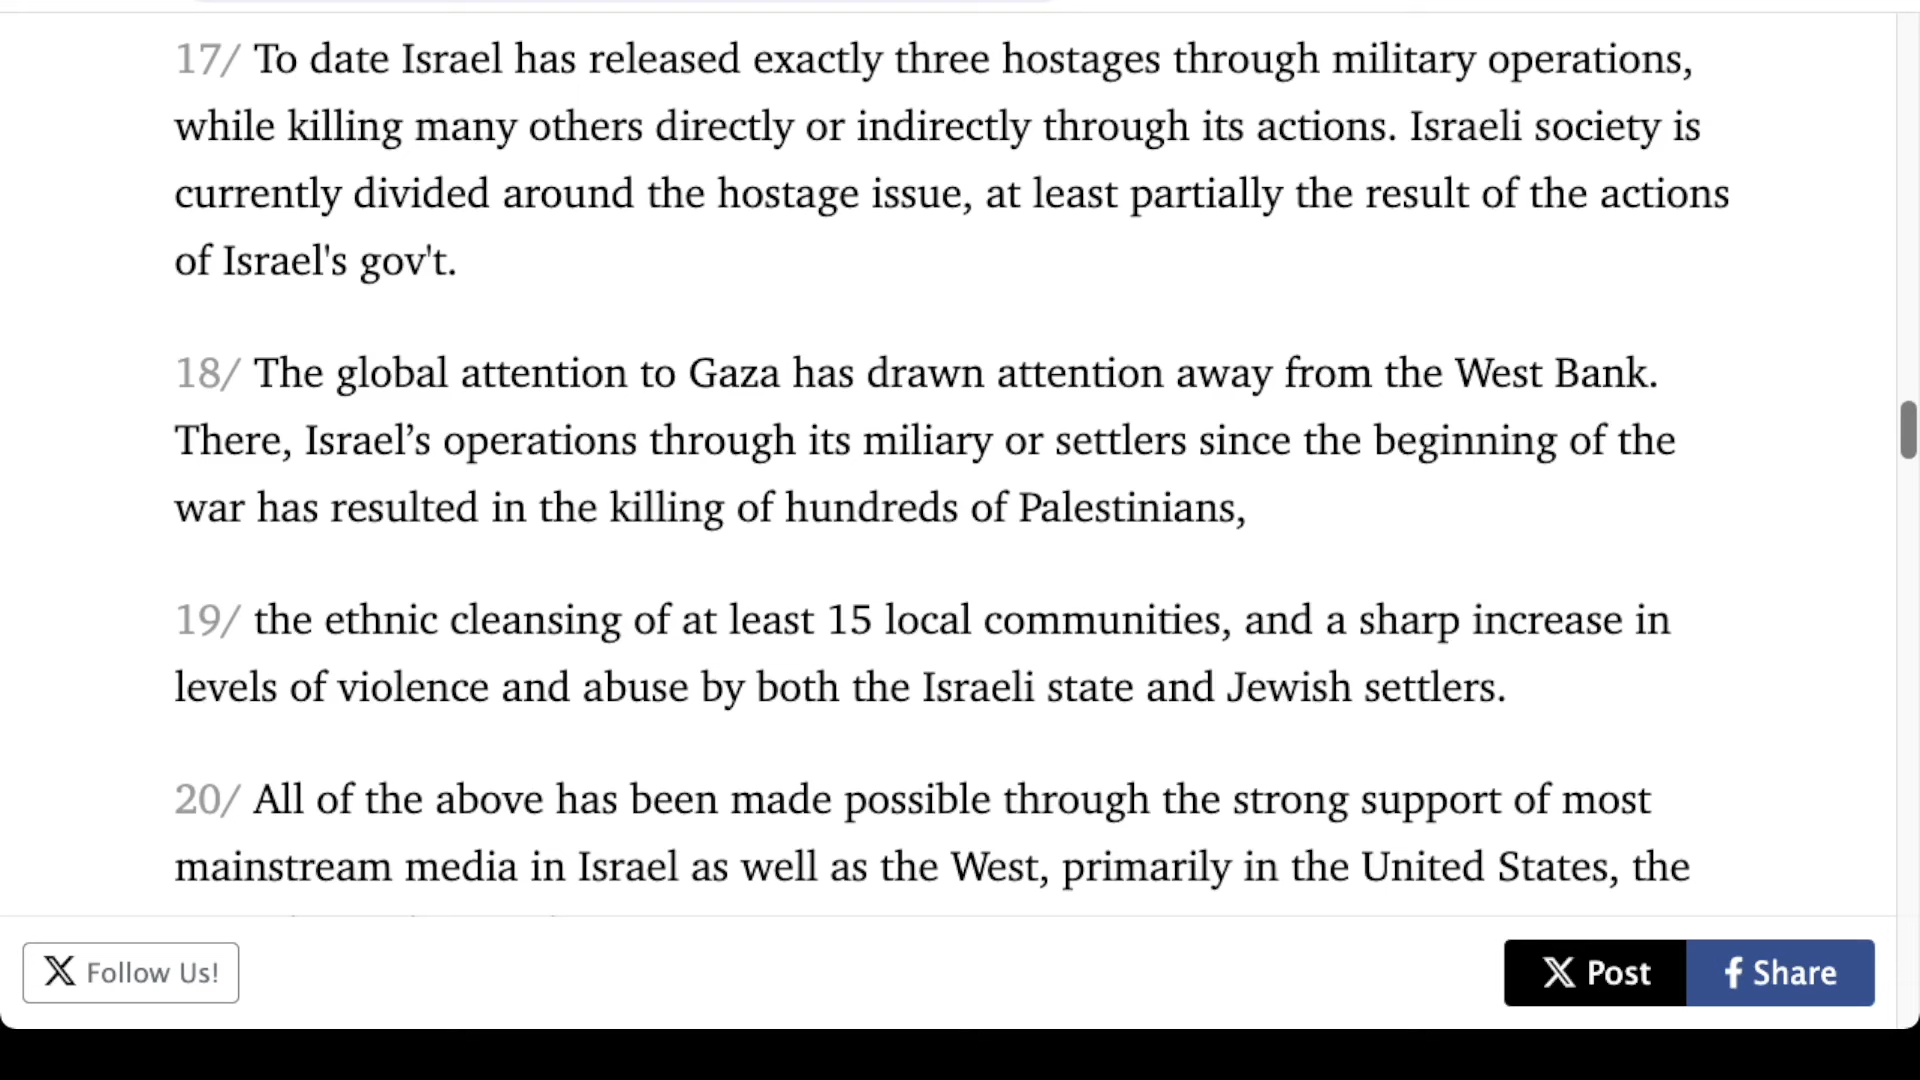 17/ To date Israel has released exactly three hostages through military operations,
while killing many others directly or indirectly through its actions. Israeli society is
currently divided around the hostage issue, at least partially the result of the actions
of Israel's gov't.
18/ The global attention to Gaza has drawn attention away from the West Bank.
There, Israel’s operations through its miliary or settlers since the beginning of the
war has resulted in the killing of hundreds of Palestinians,
19/ the ethnic cleansing of at least 15 local communities, and a sharp increase in
levels of violence and abuse by both the Israeli state and Jewish settlers.
20/ All of the above has been made possible through the strong support of most
mainstream media in Israel as well as the West, primarily in the United States, the
X Follow Us!
X Post
f Share